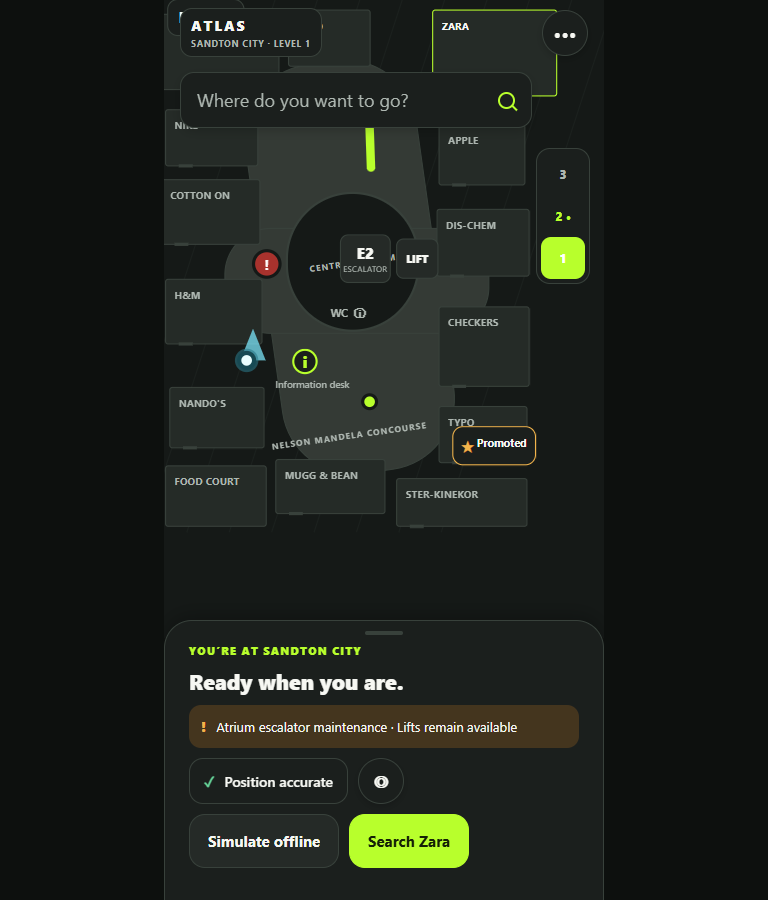 ATLAS
SANDTON CITY · LEVEL 1
ZARA
•••
Where do you want to go?
APPLE
3
COTTON ON
2 •
DIS-CHEM
1
E2
ESCALATOR
LIFT
!
H&M
WC
CHECKERS
Information desk
NANDO'S
TYPO
NELSON MANDELA CONCOURSE
★ Promoted
FOOD COURT
MUGG & BEAN
STER-KINEKOR
YOU'RE AT SANDTON CITY
Ready when you are.
! Atrium escalator maintenance · Lifts remain available
✓ Position accurate
Simulate offline
Search Zara